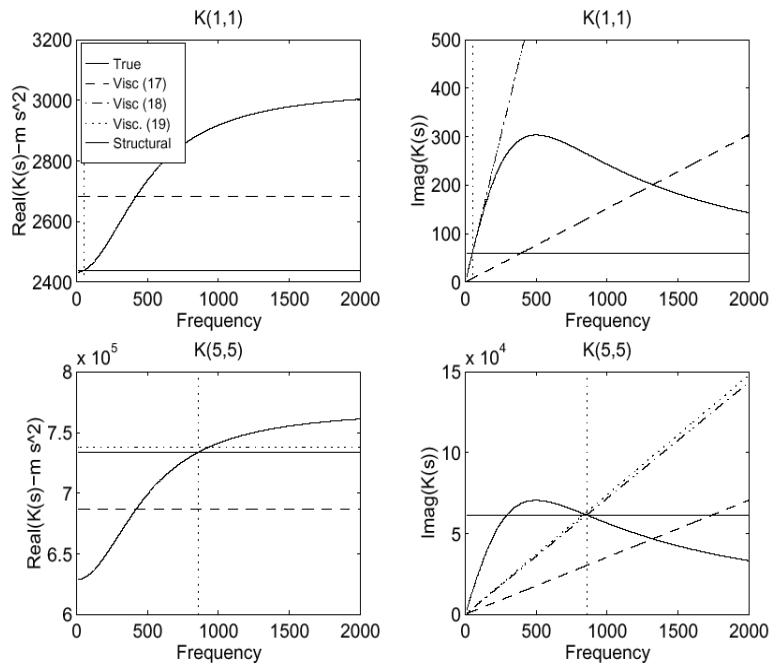 K(1,1)
3200
3000
2800
2600
2400
Real(K(s)−m s^2)
True
Visc (17)
Visc (18)
Visc. (19)
Structural
0
500
1000
1500
2000
Frequency
K(1,1)
500
400
300
200
100
0
Imag(K(s))
0
500
1000
1500
2000
Frequency
K(5,5)
x 10^5
8
7.5
7
6.5
6
Real(K(s)−m s^2)
0
500
1000
1500
2000
Frequency
K(5,5)
x 10^4
15
10
5
0
Imag(K(s))
0
500
1000
1500
2000
Frequency